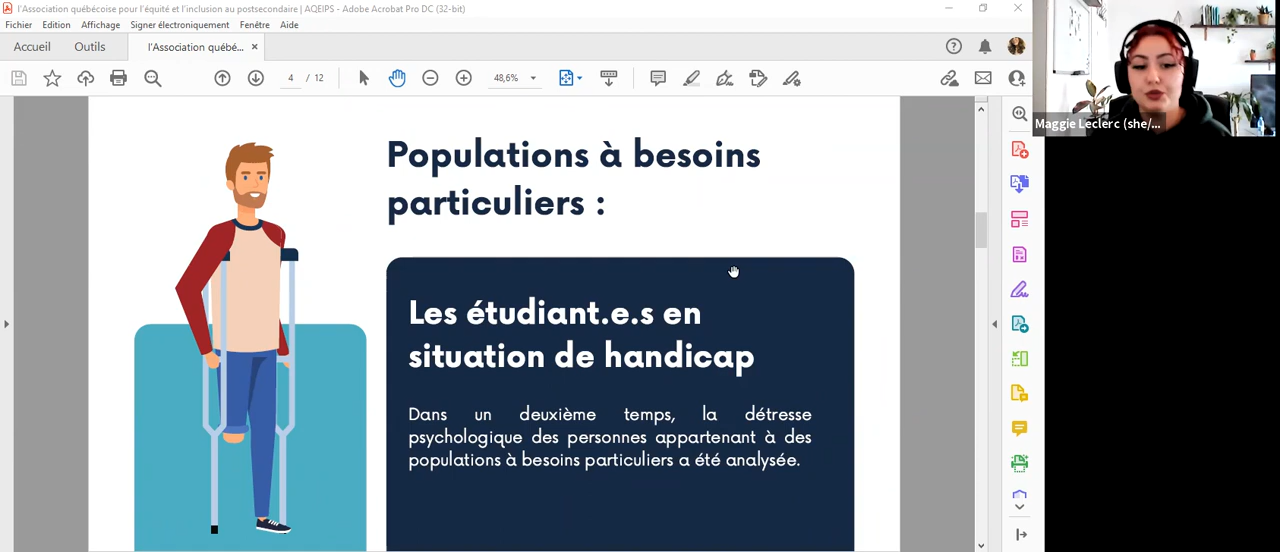 l'Association québécoise pour l'équité et l'inclusion au postsecondaire | AQEIPS - Adobe Acrobat Pro DC (32-bit)
Fichier Edition Affichage Signer électroniquement Fenêtre Aide
Accueil Outils l'Association québé... ×
4 / 12 48,6%
Maggie Leclerc (she/...
Populations à besoins
particuliers :
Les étudiant.e.s en
situation de handicap
Dans un deuxième temps, la détresse
psychologique des personnes appartenant à des
populations à besoins particuliers a été analysée.